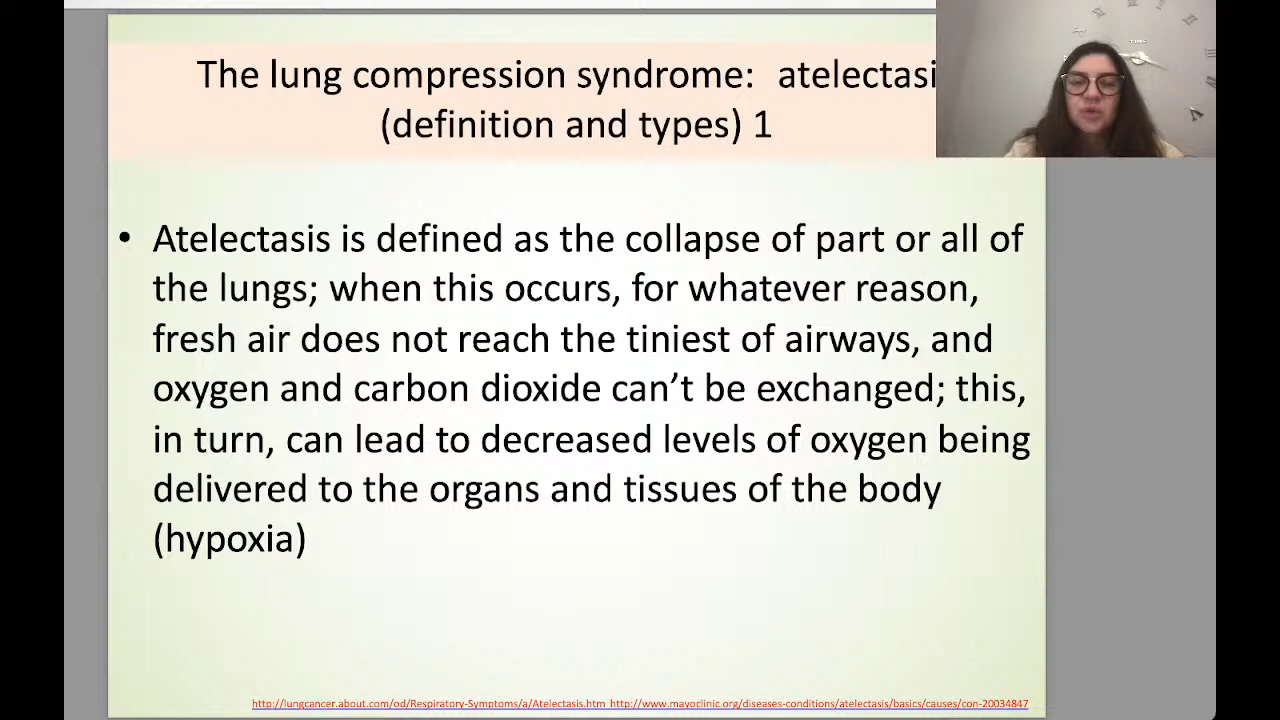 The lung compression syndrome: atelectasi
(definition and types) 1
• Atelectasis is defined as the collapse of part or all of
the lungs; when this occurs, for whatever reason,
fresh air does not reach the tiniest of airways, and
oxygen and carbon dioxide can’t be exchanged; this,
in turn, can lead to decreased levels of oxygen being
delivered to the organs and tissues of the body
(hypoxia)
http://lungcancer.about.com/od/Respiratory-Symptoms/a/Atelectasis.htm http://www.mayoclinic.org/diseases-conditions/atelectasis/basics/causes/con-20034847